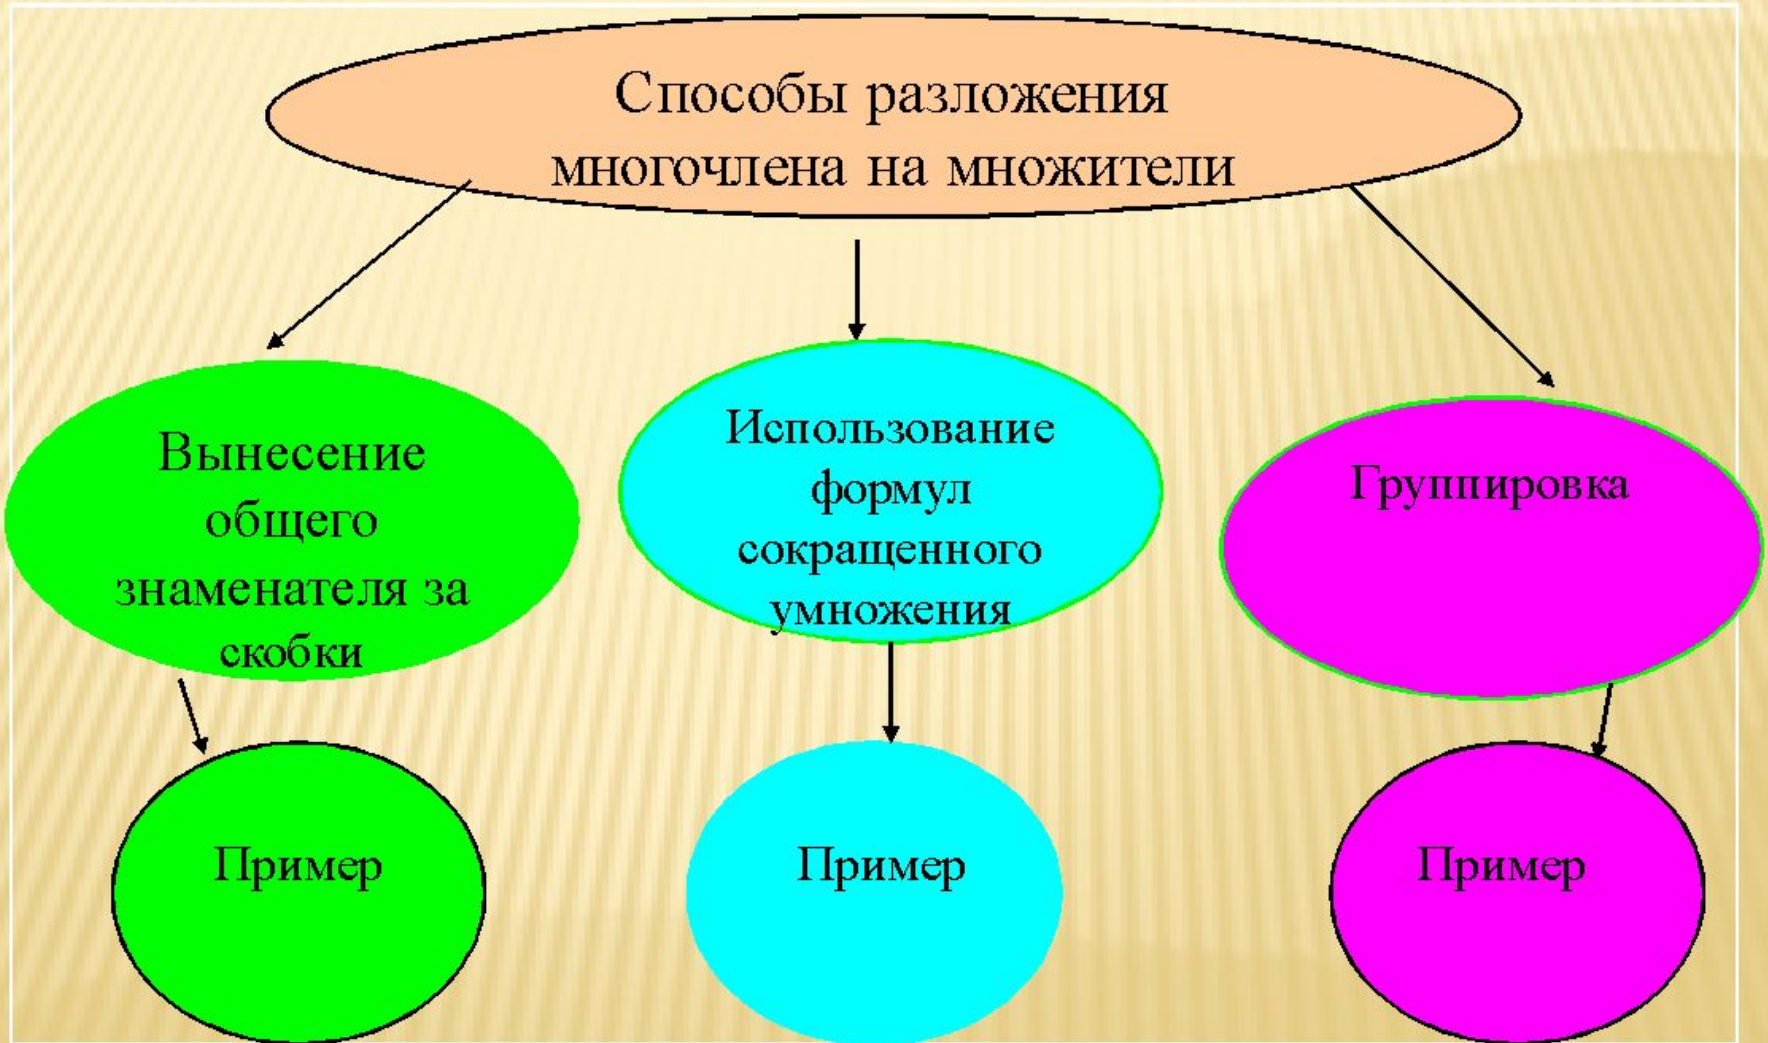 Способы разложения
многочлена на множители
Вынесение
общего
знаменателя за
скобки
Использование
формул
сокращенного
умножения
Группировка
Пример
Пример
Пример